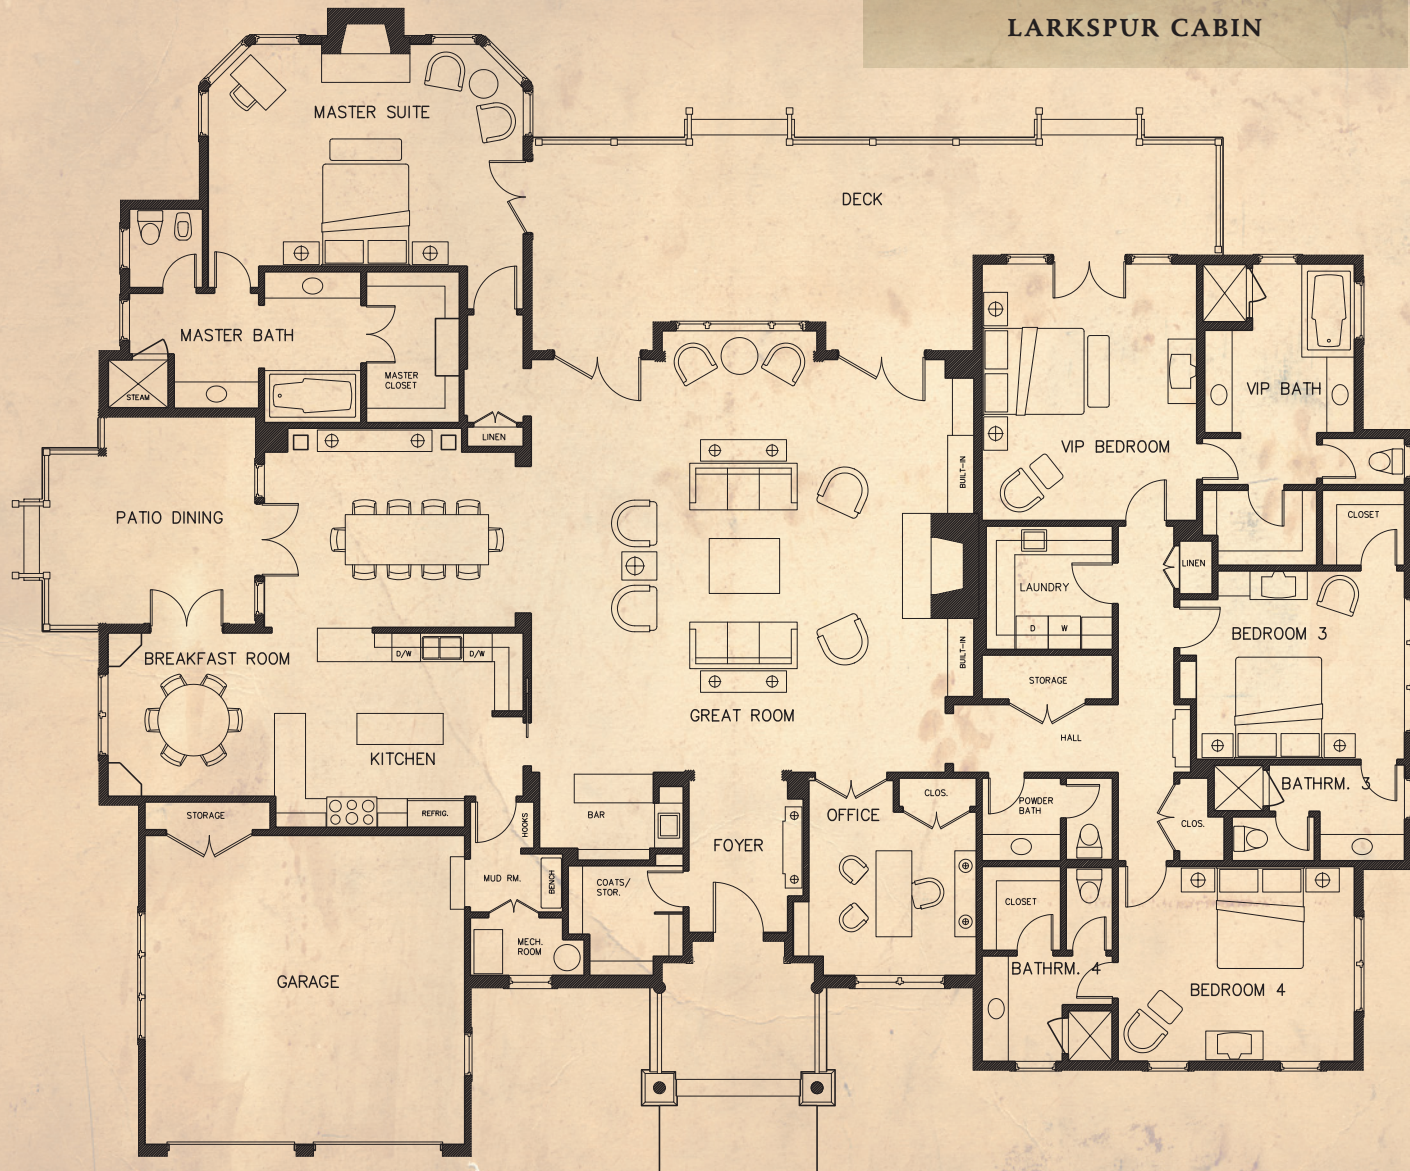 LARKSPUR CABIN
MASTER SUITE
DECK
MASTER BATH
MASTER
CLOSET
STEAM
LINEN
VIP BATH
VIP BEDROOM
BUILT-IN
PATIO DINING
CLOSET
LINEN
LAUNDRY
D
W
BEDROOM 3
BREAKFAST ROOM
D/W
D/W
BUILT-IN
STORAGE
GREAT ROOM
HALL
KITCHEN
BATHRM. 3
STORAGE
REFRIG.
HOOKS
BAR
FOYER
OFFICE
CLOS.
POWDER
BATH
CLOS.
MUD RM.
BENCH
COATS/
STOR.
CLOSET
MECH.
ROOM
GARAGE
BATHRM. 4
BEDROOM 4